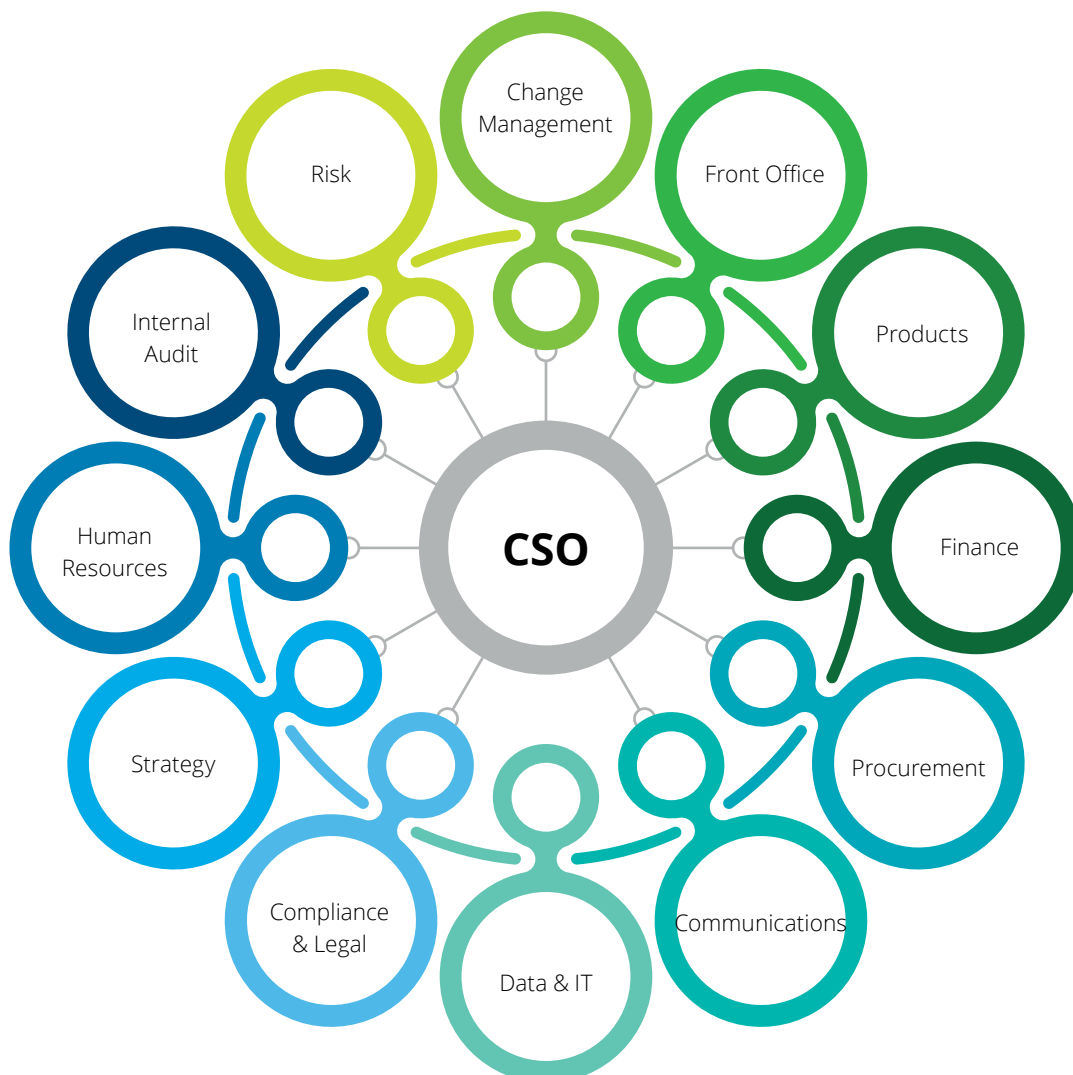 Change
Management
Front Office
Risk
Products
Internal
Audit
CSO
Finance
Human
Resources
Procurement
Strategy
Communications
Compliance
& Legal
Data & IT